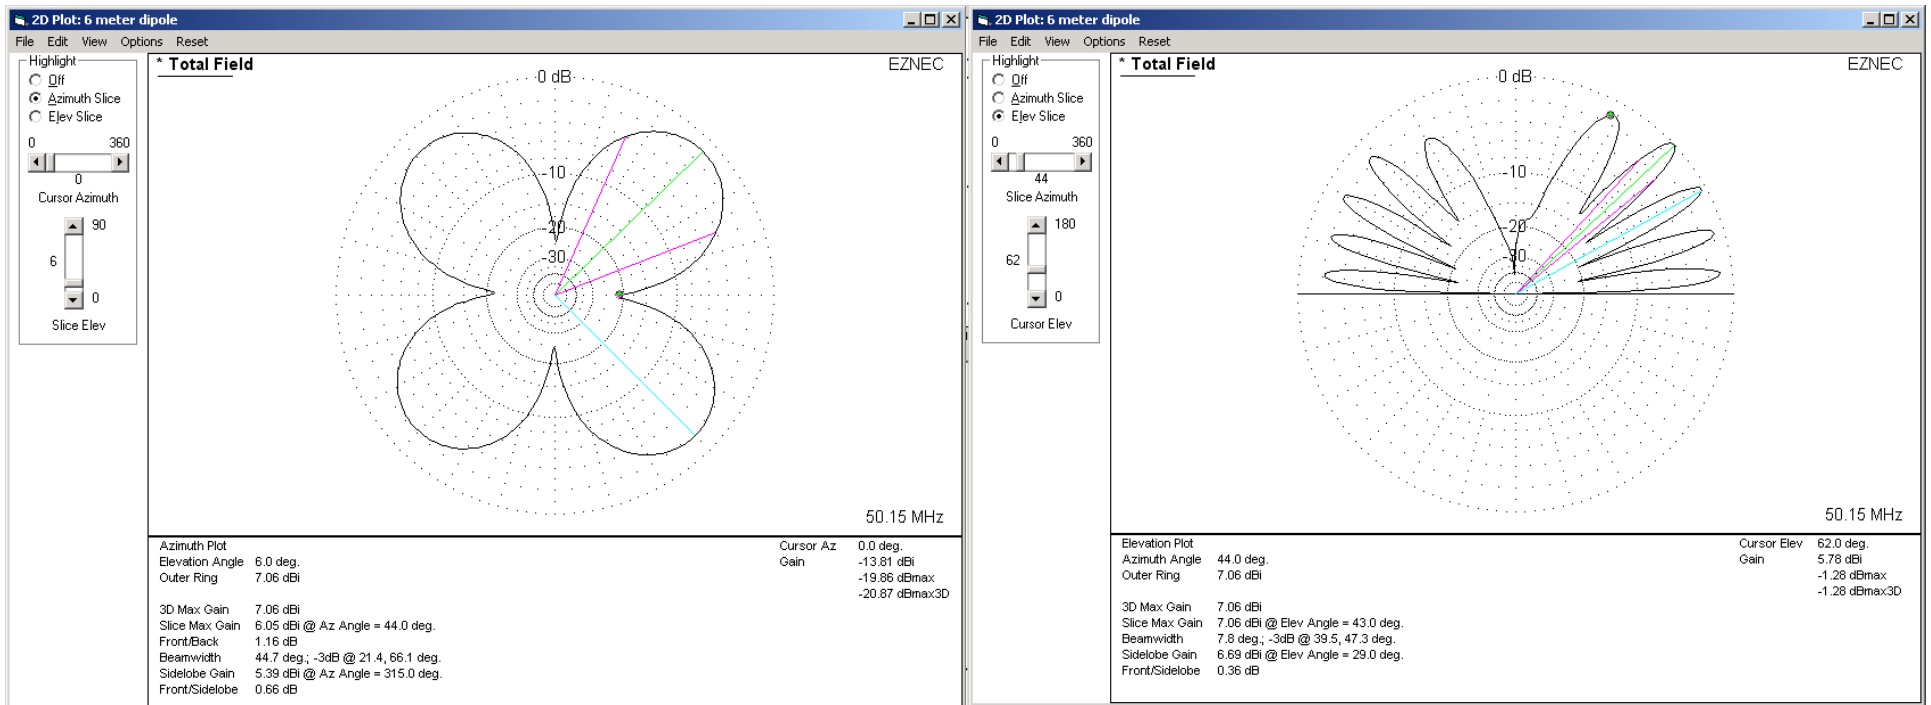 2D Plot: 6 meter dipole
File Edit View Options Reset
Highlight
Off
Azimuth Slice
Elev Slice
0 360
0
Cursor Azimuth
90
6
0
Slice Elev
* Total Field
EZNEC
0 dB
-10
-20
-30
50.15 MHz
Azimuth Plot
Elevation Angle 6.0 deg.
Outer Ring 7.06 dBi
3D Max Gain 7.06 dBi
Slice Max Gain 6.05 dBi @ Az Angle = 44.0 deg.
Front/Back 1.16 dB
Beamwidth 44.7 deg.; -3dB @ 21.4, 66.1 deg.
Sidelobe Gain 5.39 dBi @ Az Angle = 315.0 deg.
Front/Sidelobe 0.66 dB
Cursor Az 0.0 deg.
Gain -13.81 dBi
-19.86 dBmax
-20.87 dBmax3D
2D Plot: 6 meter dipole
File Edit View Options Reset
Highlight
Off
Azimuth Slice
Elev Slice
0 360
44
Slice Azimuth
180
62
0
Cursor Elev
* Total Field
EZNEC
0 dB
-10
-20
-30
50.15 MHz
Elevation Plot
Azimuth Angle 44.0 deg.
Outer Ring 7.06 dBi
3D Max Gain 7.06 dBi
Slice Max Gain 7.06 dBi @ Elev Angle = 43.0 deg.
Beamwidth 7.8 deg.; -3dB @ 39.5, 47.3 deg.
Sidelobe Gain 6.69 dBi @ Elev Angle = 29.0 deg.
Front/Sidelobe 0.36 dB
Cursor Elev 62.0 deg.
Gain 5.78 dBi
-1.28 dBmax
-1.28 dBmax3D